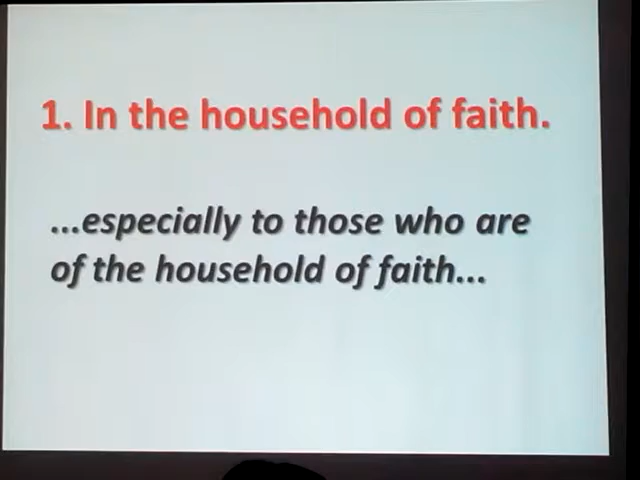 1. In the household of faith.
...especially to those who are
of the household of faith...